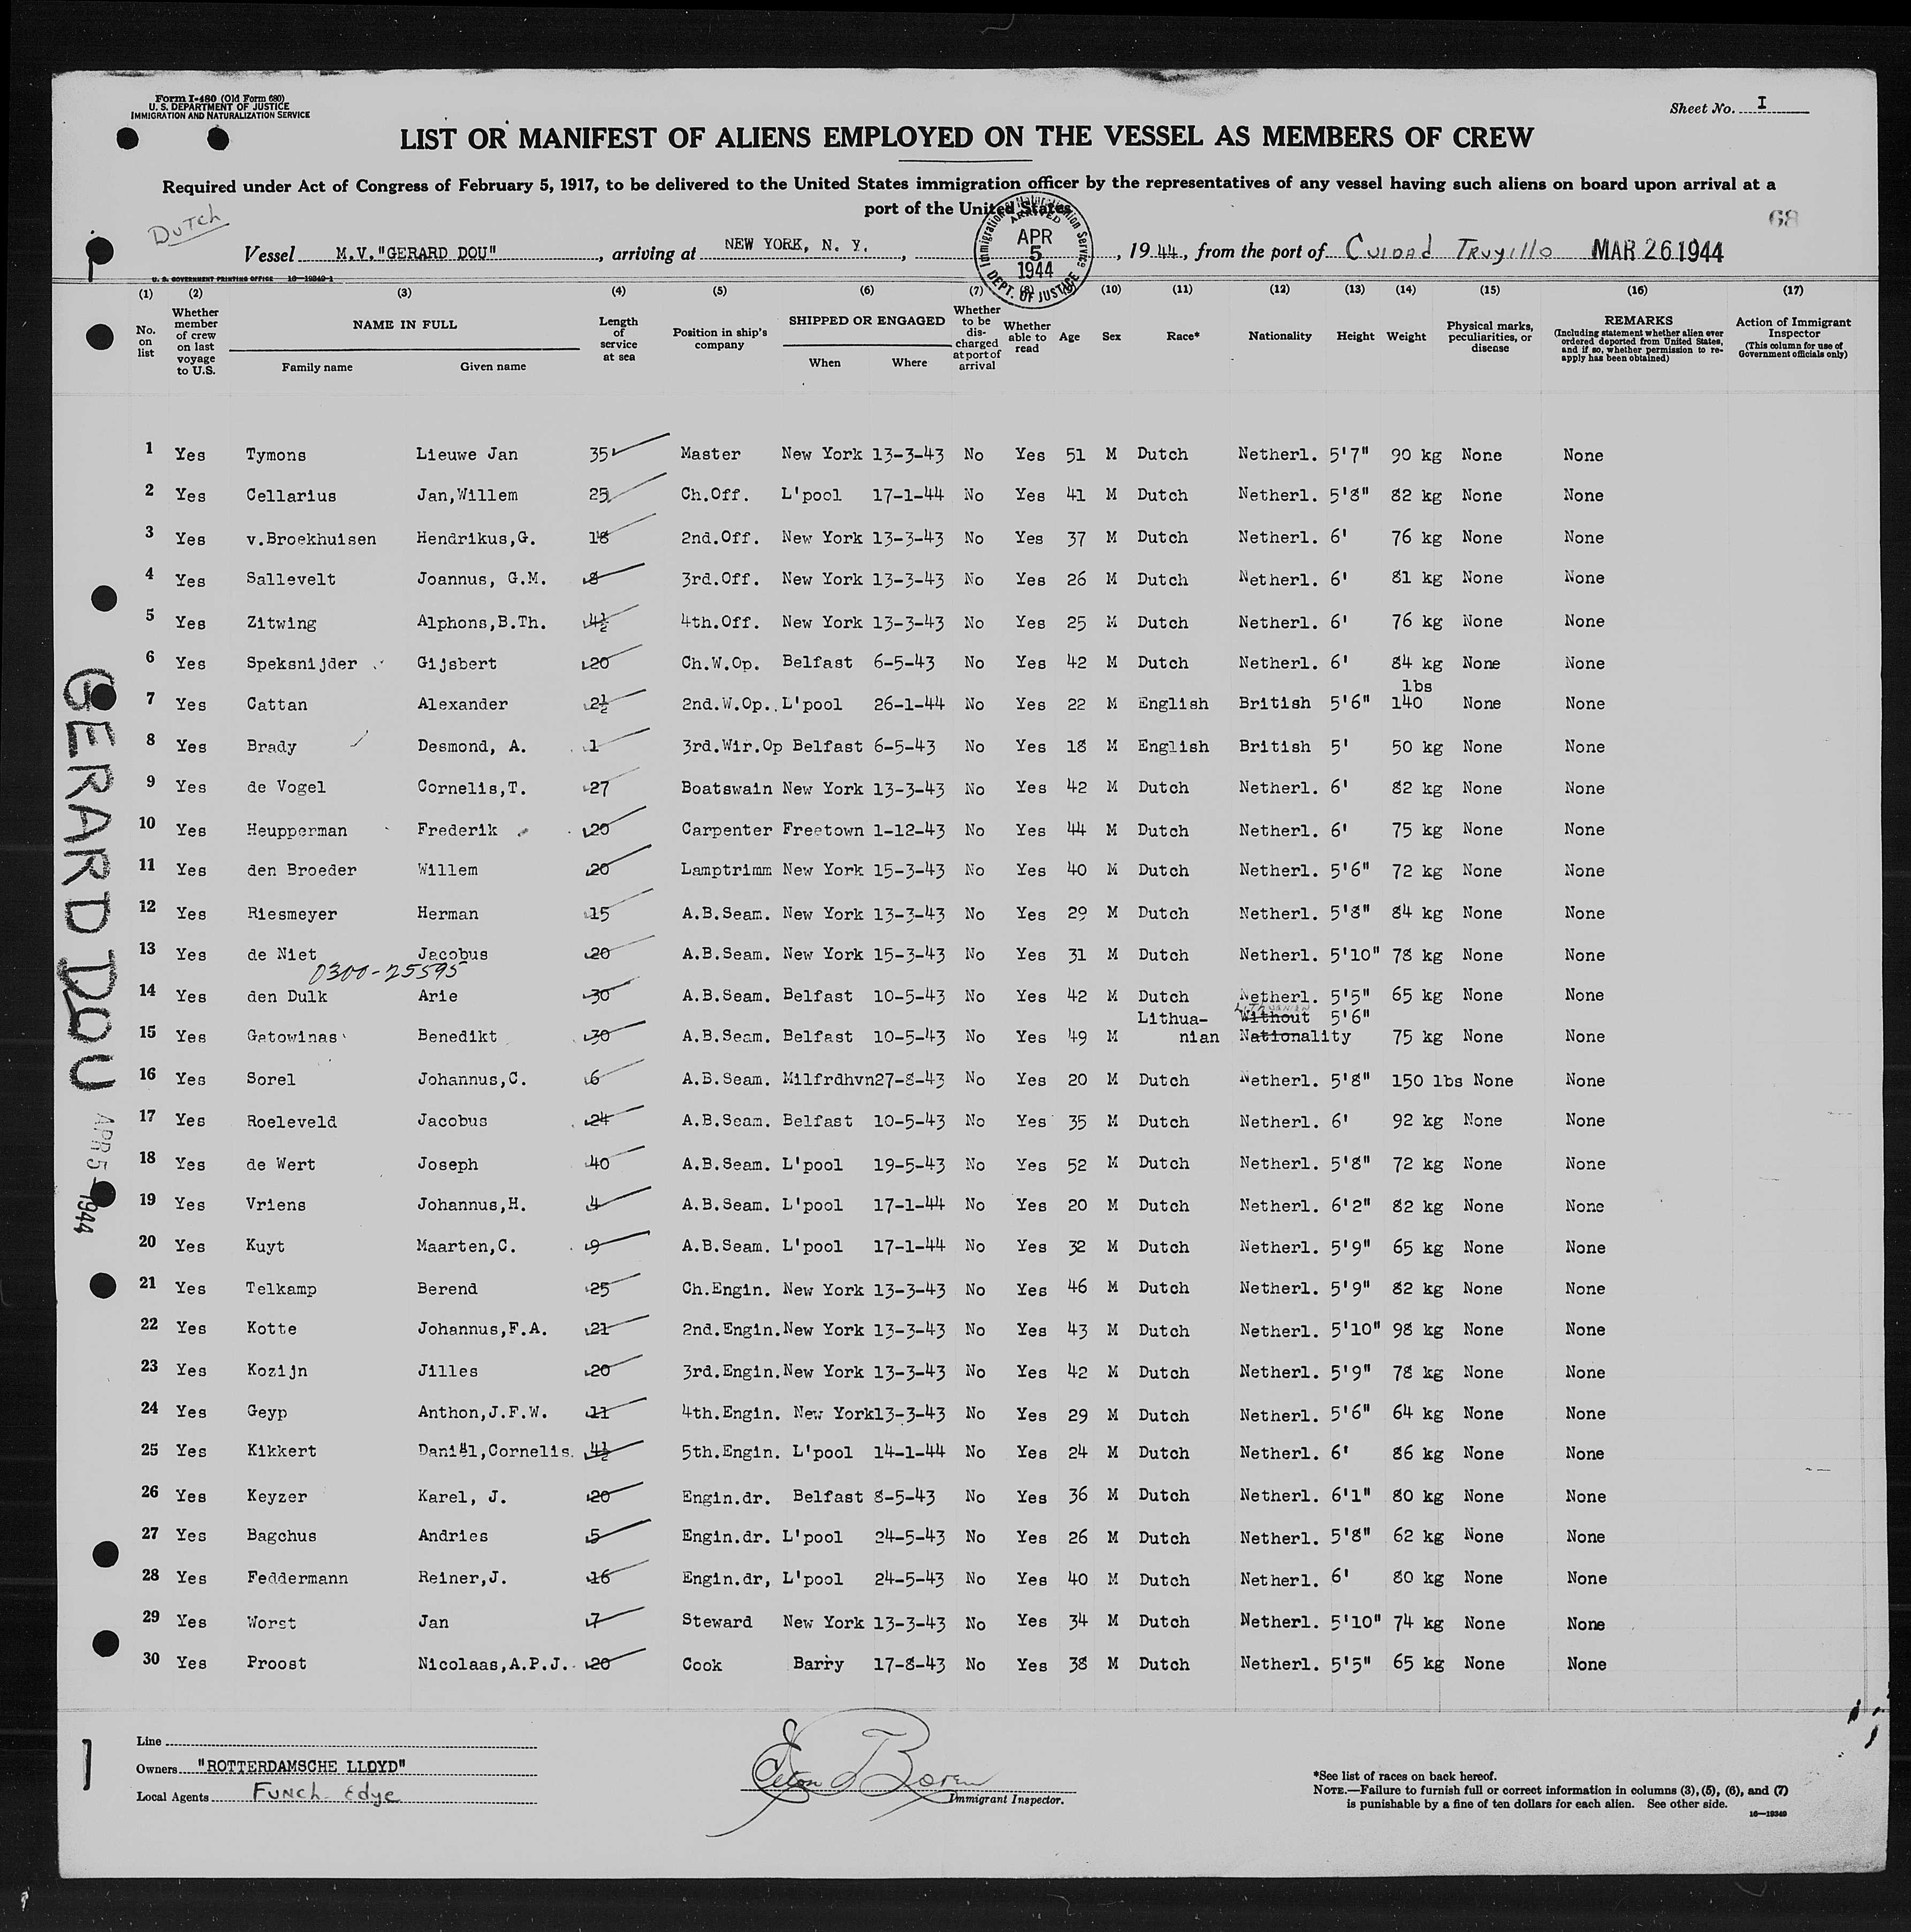 Form I-480 (Old Form 680)
U. S. DEPARTMENT OF JUSTICE
IMMIGRATION AND NATURALIZATION SERVICE
Sheet No. I
LIST OR MANIFEST OF ALIENS EMPLOYED ON THE VESSEL AS MEMBERS OF CREW
Required under Act of Congress of February 5, 1917, to be delivered to the United States immigration officer by the representatives of any vessel having such aliens on board upon arrival at a
port of the United States
68
Dutch
Immigration & Naturalization Service
ARRIVED
APR
5
1944
DEPT. OF JUSTICE
Vessel M.V."GERARD DOU", arriving at NEW YORK, N. Y., , 1944, from the port of Cuidad Trujillo MAR 26 1944
U. S. GOVERNMENT PRINTING OFFICE 16—19349-1
(1) (2) (3) (4) (5) (6) (7) (8) (9) (10) (11) (12) (13) (14) (15) (16) (17)
No. on list
Whether member of crew on last voyage to U.S.
NAME IN FULL
Family name Given name
Length of service at sea
Position in ship's company
SHIPPED OR ENGAGED
When Where
Whether to be discharged at port of arrival
Whether able to read
Age
Sex
Race*
Nationality
Height
Weight
Physical marks, peculiarities, or disease
REMARKS
(Including statement whether alien ever ordered deported from United States, and if so, whether permission to re-apply has been obtained)
Action of Immigrant Inspector
(This column for use of Government officials only)
1 Yes Tymons Lieuwe Jan 35 Master New York 13-3-43 No Yes 51 M Dutch Netherl. 5'7" 90 kg None None
2 Yes Cellarius Jan,Willem 25 Ch.Off. L'pool 17-1-44 No Yes 41 M Dutch Netherl. 5'8" 82 kg None None
3 Yes v.Broekhuisen Hendrikus,G. 18 2nd.Off. New York 13-3-43 No Yes 37 M Dutch Netherl. 6' 76 kg None None
4 Yes Sallevelt Joannus, G.M. 8 3rd.Off. New York 13-3-43 No Yes 26 M Dutch Netherl. 6' 81 kg None None
5 Yes Zitwing Alphons,B.Th. 4½ 4th.Off. New York 13-3-43 No Yes 25 M Dutch Netherl. 6' 76 kg None None
6 Yes Speksnijder Gijsbert 20 Ch.W.Op. Belfast 6-5-43 No Yes 42 M Dutch Netherl. 6' 84 kg None None
7 Yes Cattan Alexander 2½ 2nd.W.Op. L'pool 26-1-44 No Yes 22 M English British 5'6" 140 lbs None None
8 Yes Brady Desmond, A. 1 3rd.Wir.Op Belfast 6-5-43 No Yes 18 M English British 5' 50 kg None None
9 Yes de Vogel Cornelis,T. 27 Boatswain New York 13-3-43 No Yes 42 M Dutch Netherl. 6' 82 kg None None
10 Yes Heupperman Frederik 20 Carpenter Freetown 1-12-43 No Yes 44 M Dutch Netherl. 6' 75 kg None None
11 Yes den Broeder Willem 20 Lamptrimm New York 15-3-43 No Yes 40 M Dutch Netherl. 5'6" 72 kg None None
12 Yes Riesmeyer Herman 15 A.B.Seam. New York 13-3-43 No Yes 29 M Dutch Netherl. 5'8" 84 kg None None
13 Yes de Niet Jacobus 20 A.B.Seam. New York 15-3-43 No Yes 31 M Dutch Netherl. 5'10" 78 kg None None
0300-25595
14 Yes den Dulk Arie 30 A.B.Seam. Belfast 10-5-43 No Yes 42 M Dutch Netherl. 5'5" 65 kg None None
Lithua- Without 5'6"
15 Yes Gatowinas Benedikt 30 A.B.Seam. Belfast 10-5-43 No Yes 49 M nian Nationality 75 kg None None
16 Yes Sorel Johannus,C. 6 A.B.Seam. Milfrdhvn27-8-43 No Yes 20 M Dutch Netherl. 5'8" 150 lbs None None
17 Yes Roeleveld Jacobus 24 A.B.Seam. Belfast 10-5-43 No Yes 35 M Dutch Netherl. 6' 92 kg None None
18 Yes de Wert Joseph 40 A.B.Seam. L'pool 19-5-43 No Yes 52 M Dutch Netherl. 5'8" 72 kg None None
19 Yes Vriens Johannus,H. 4 A.B.Seam. L'pool 17-1-44 No Yes 20 M Dutch Netherl. 6'2" 82 kg None None
20 Yes Kuyt Maarten,C. 9 A.B.Seam. L'pool 17-1-44 No Yes 32 M Dutch Netherl. 5'9" 65 kg None None
21 Yes Telkamp Berend 25 Ch.Engin. New York 13-3-43 No Yes 46 M Dutch Netherl. 5'9" 82 kg None None
22 Yes Kotte Johannus,F.A. 21 2nd.Engin.New York 13-3-43 No Yes 43 M Dutch Netherl. 5'10" 98 kg None None
23 Yes Kozijn Jilles 20 3rd.Engin.New York 13-3-43 No Yes 42 M Dutch Netherl. 5'9" 78 kg None None
24 Yes Geyp Anthon,J.F.W. 11 4th.Engin. New York13-3-43 No Yes 29 M Dutch Netherl. 5'6" 64 kg None None
25 Yes Kikkert Daniël,Cornelis. 4½ 5th.Engin. L'pool 14-1-44 No Yes 24 M Dutch Netherl. 6' 86 kg None None
26 Yes Keyzer Karel, J. 20 Engin.dr. Belfast 8-5-43 No Yes 36 M Dutch Netherl. 6'1" 80 kg None None
27 Yes Bagchus Andries 5 Engin.dr. L'pool 24-5-43 No Yes 26 M Dutch Netherl. 5'8" 62 kg None None
28 Yes Feddermann Reiner,J. 16 Engin.dr, L'pool 24-5-43 No Yes 40 M Dutch Netherl. 6' 80 kg None None
29 Yes Worst Jan 7 Steward New York 13-3-43 No Yes 34 M Dutch Netherl. 5'10" 74 kg None None
30 Yes Proost Nicolaas,A.P.J. 20 Cook Barry 17-8-43 No Yes 38 M Dutch Netherl. 5'5" 65 kg None None
GERARD DOU
APR 5 - 1944
Line
Owners "ROTTERDAMSCHE LLOYD"
Local Agents Funch Edye
Immigrant Inspector.
*See list of races on back hereof.
NOTE.—Failure to furnish full or correct information in columns (3), (5), (6), and (7)
is punishable by a fine of ten dollars for each alien. See other side.
16—19349